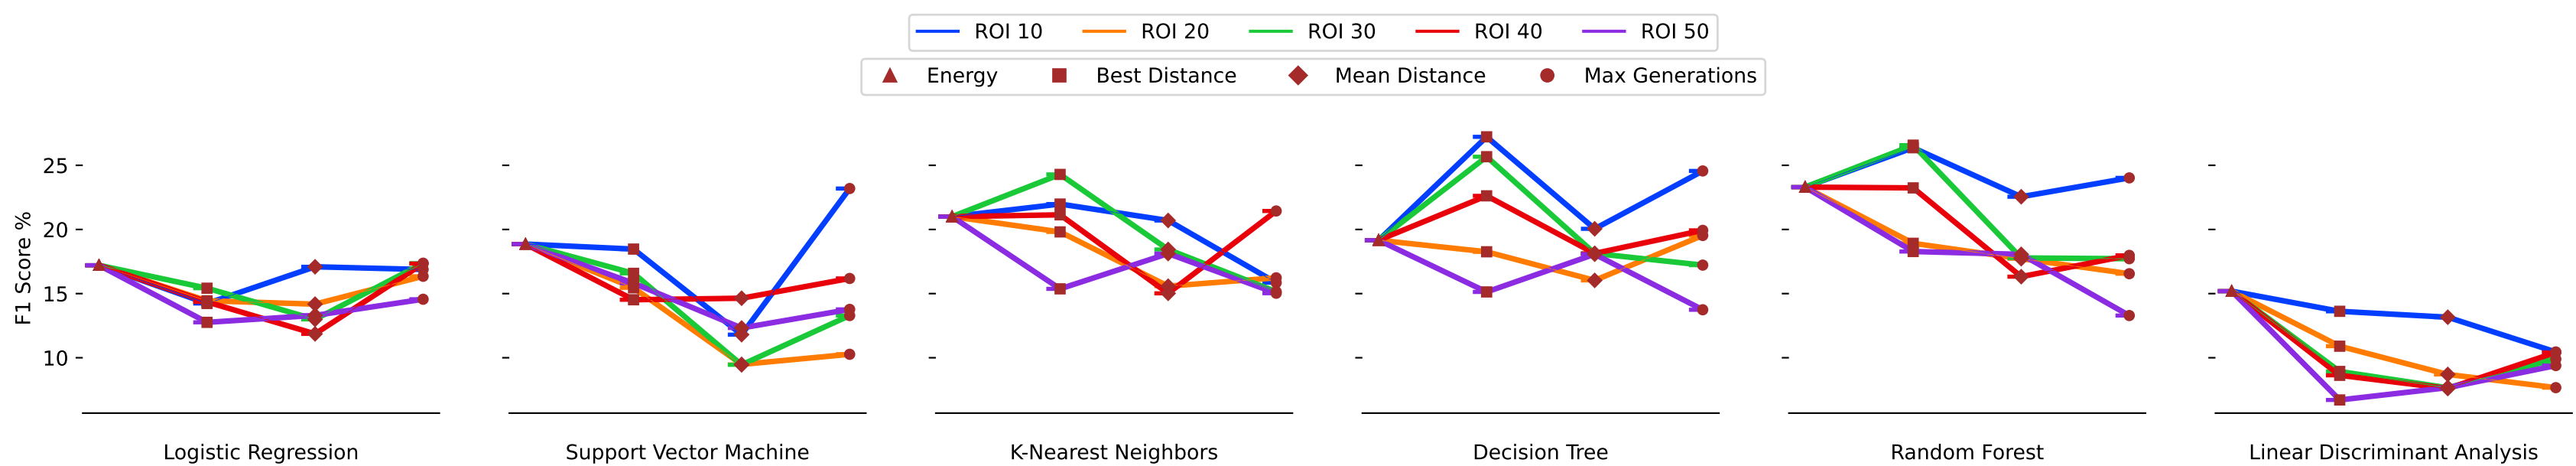 ROI 10 ROI 20 ROI 30 ROI 40 ROI 50
Energy Best Distance Mean Distance Max Generations
F1 Score %
25
20
15
10
Logistic Regression Support Vector Machine K-Nearest Neighbors Decision Tree Random Forest Linear Discriminant Analysis